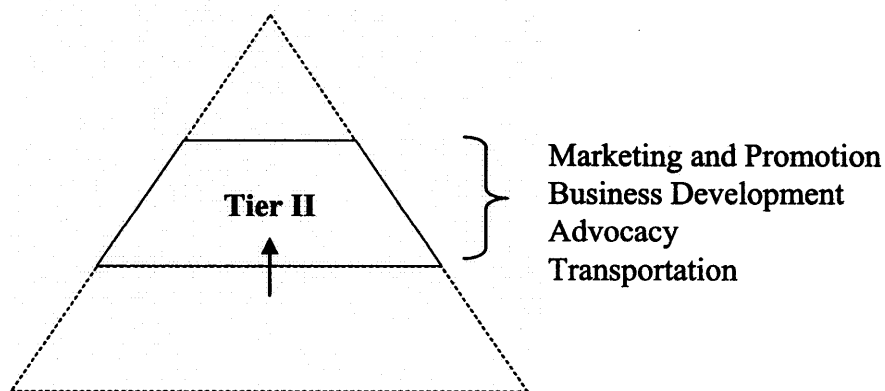 Tier II
Marketing and Promotion
Business Development
Advocacy
Transportation